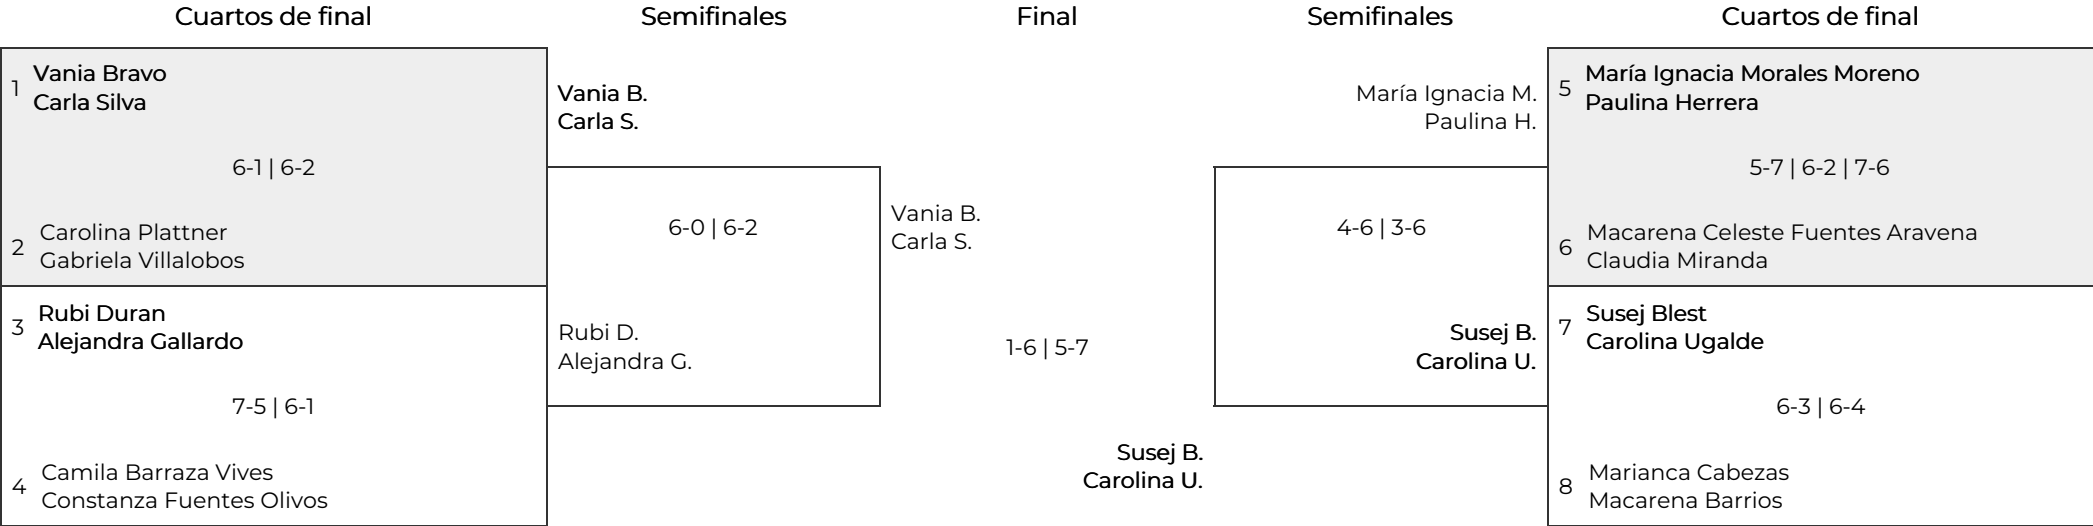 Cuartos de final
Semifinales
Final
Semifinales
Cuartos de final
1
Vania Bravo
Carla Silva
6-1 | 6-2
2
Carolina Plattner
Gabriela Villalobos
3
Rubi Duran
Alejandra Gallardo
7-5 | 6-1
4
Camila Barraza Vives
Constanza Fuentes Olivos
Vania B.
Carla S.
6-0 | 6-2
Rubi D.
Alejandra G.
Vania B.
Carla S.
1-6 | 5-7
Susej B.
Carolina U.
María Ignacia M.
Paulina H.
4-6 | 3-6
Susej B.
Carolina U.
5
María Ignacia Morales Moreno
Paulina Herrera
5-7 | 6-2 | 7-6
6
Macarena Celeste Fuentes Aravena
Claudia Miranda
7
Susej Blest
Carolina Ugalde
6-3 | 6-4
8
Marianca Cabezas
Macarena Barrios